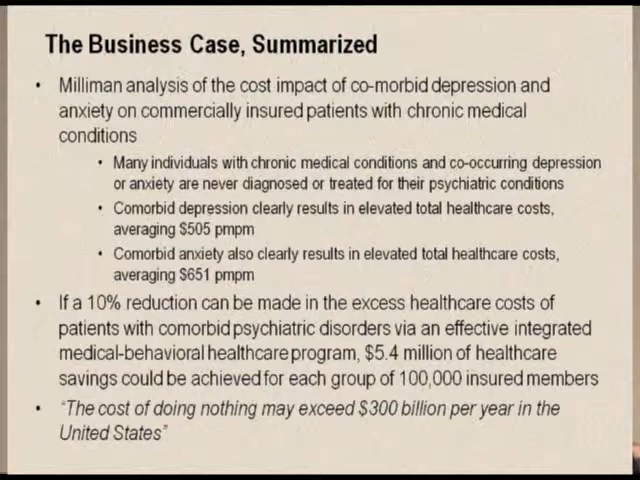 The Business Case, Summarized
• Milliman analysis of the cost impact of co-morbid depression and
anxiety on commercially insured patients with chronic medical
conditions
• Many individuals with chronic medical conditions and co-occurring depression
or anxiety are never diagnosed or treated for their psychiatric conditions
• Comorbid depression clearly results in elevated total healthcare costs,
averaging $505 pmpm
• Comorbid anxiety also clearly results in elevated total healthcare costs,
averaging $651 pmpm
• If a 10% reduction can be made in the excess healthcare costs of
patients with comorbid psychiatric disorders via an effective integrated
medical-behavioral healthcare program, $5.4 million of healthcare
savings could be achieved for each group of 100,000 insured members
• “The cost of doing nothing may exceed $300 billion per year in the
United States”